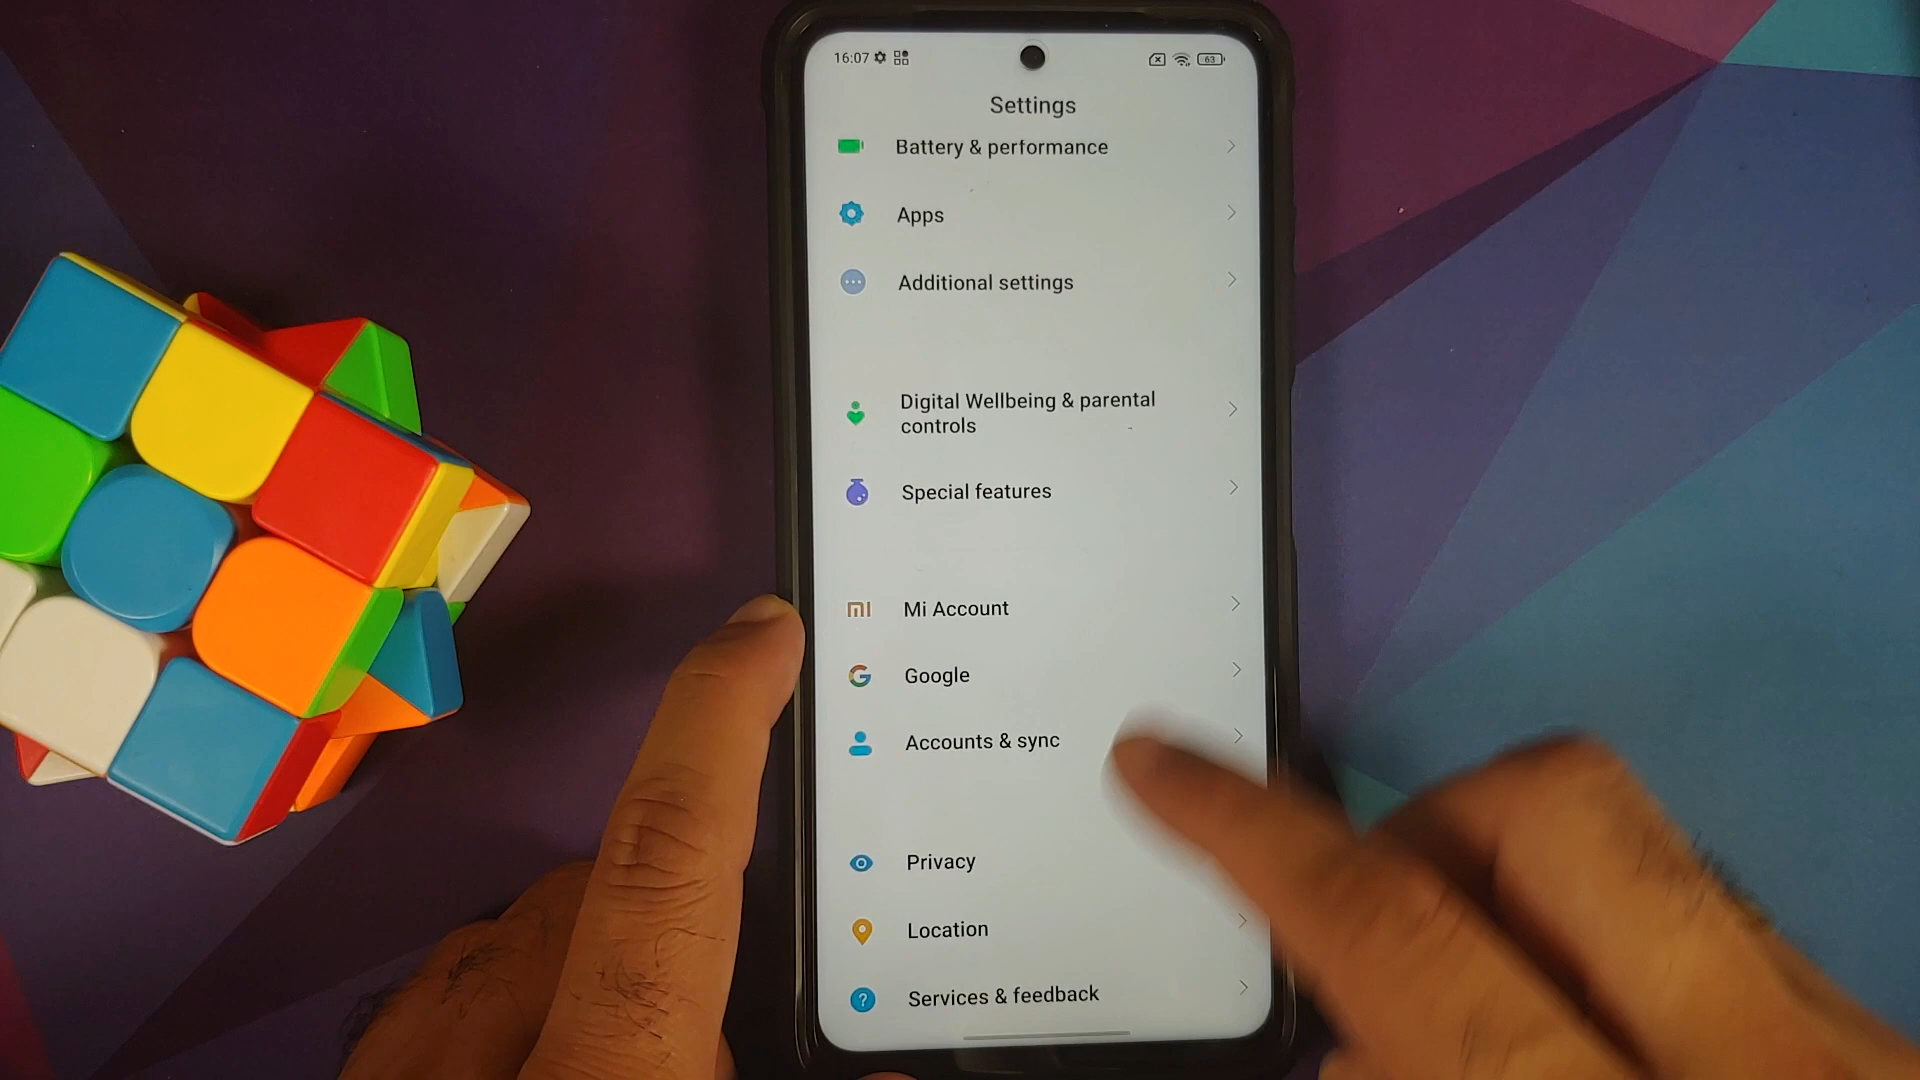 16:07
63
Settings
Battery & performance
Apps
Additional settings
Digital Wellbeing & parental
controls
Special features
Mi Account
Google
Accounts & sync
Privacy
Location
Services & feedback